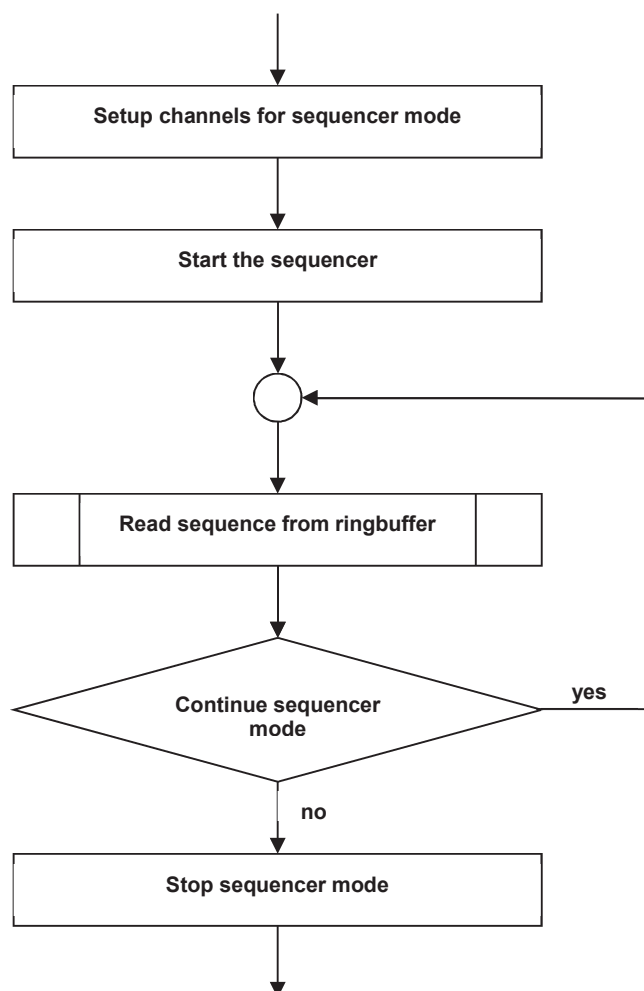 Setup channels for sequencer mode
Start the sequencer
Read sequence from ringbuffer
Continue sequencer
mode
yes
no
Stop sequencer mode